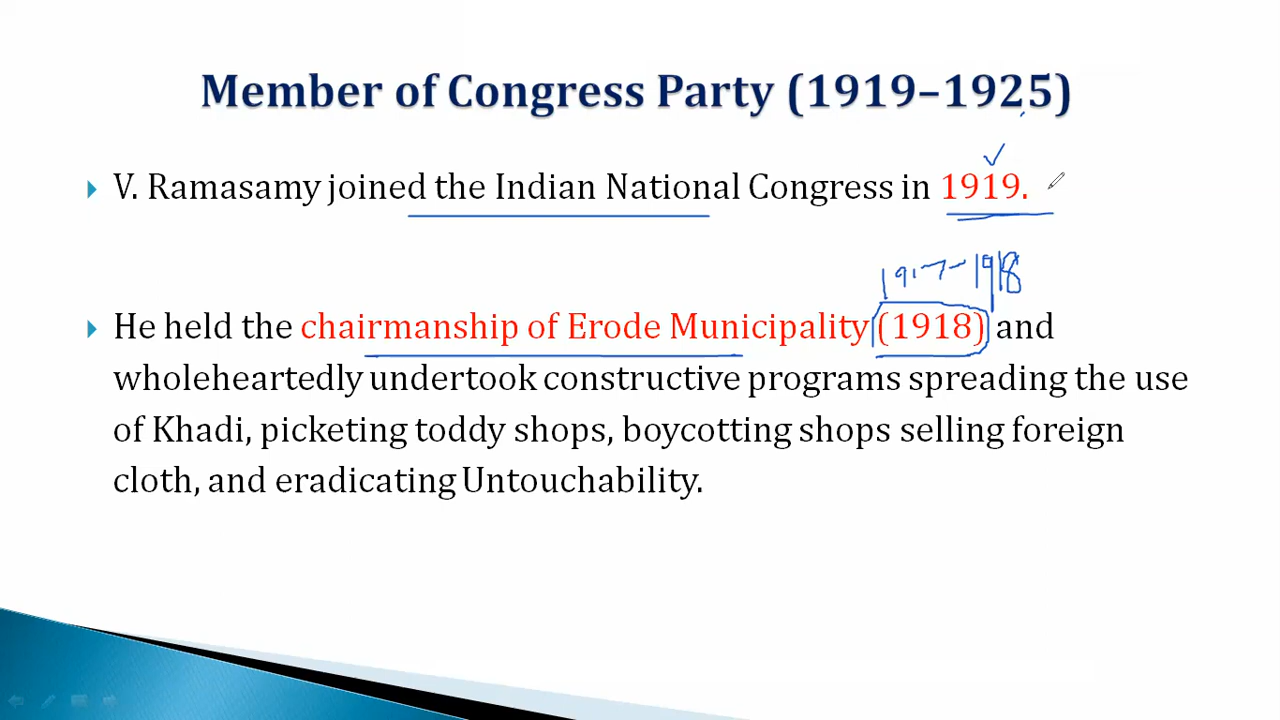 Member of Congress Party (1919–1925)
V. Ramasamy joined the Indian National Congress in 1919.
1917-1918
He held the chairmanship of Erode Municipality (1918) and
wholeheartedly undertook constructive programs spreading the use
of Khadi, picketing toddy shops, boycotting shops selling foreign
cloth, and eradicating Untouchability.